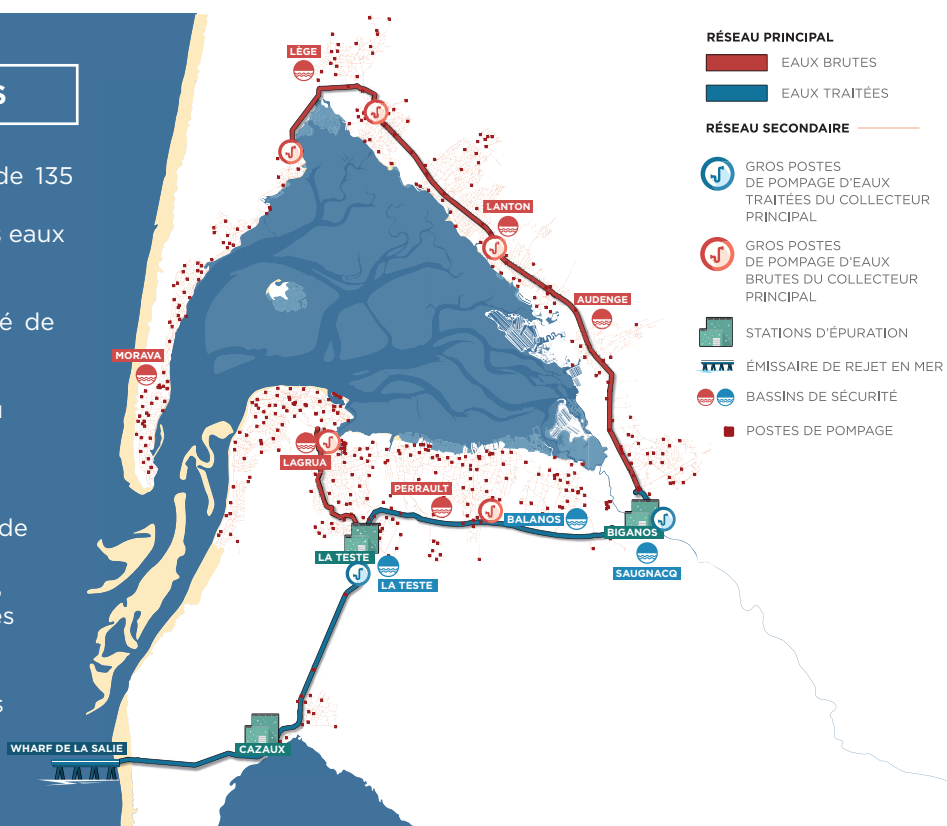 S
de 135
s eaux
é de
u
de
,
es
s
LÈGE
LANTON
AUDENGE
MORAVA
LAGRUA
PERRAULT
BALANOS
BIGANOS
LA TESTE
LA TESTE
SAUGNACQ
WHARF DE LA SALIE
CAZAUX
RÉSEAU PRINCIPAL
EAUX BRUTES
EAUX TRAITÉES
RÉSEAU SECONDAIRE
GROS POSTES
DE POMPAGE D'EAUX
TRAITÉES DU COLLECTEUR
PRINCIPAL
GROS POSTES
DE POMPAGE D'EAUX
BRUTES DU COLLECTEUR
PRINCIPAL
STATIONS D'ÉPURATION
ÉMISSAIRE DE REJET EN MER
BASSINS DE SÉCURITÉ
POSTES DE POMPAGE